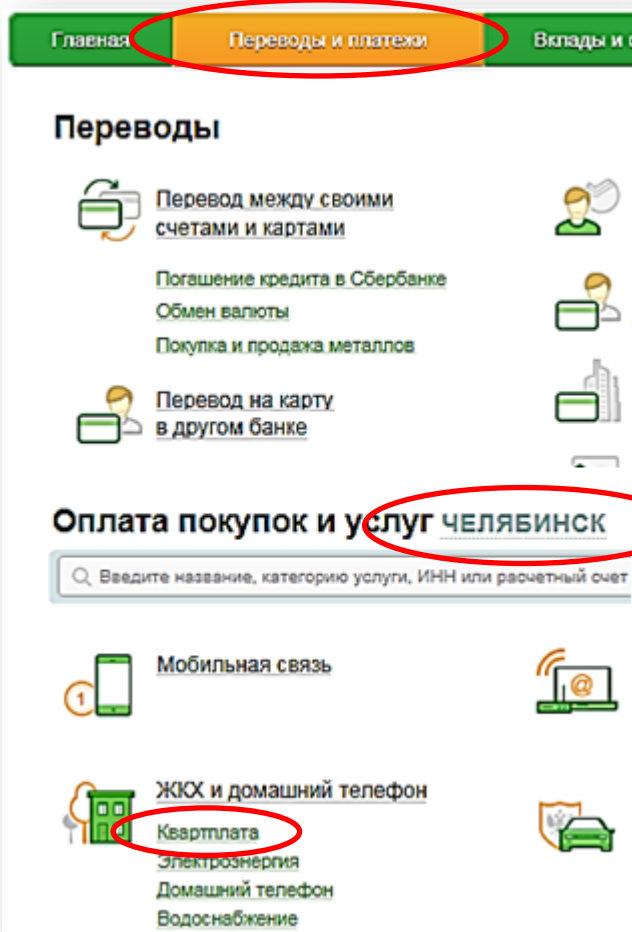 Главная Переводы и платежи Вклады и
Переводы
Перевод между своими
счетами и картами
Погашение кредита в Сбербанке
Обмен валюты
Покупка и продажа металлов
Перевод на карту
в другом банке
Оплата покупок и услуг ЧЕЛЯБИНСК
Введите название, категорию услуги, ИНН или расчетный счет
1 Мобильная связь
@
ЖКХ и домашний телефон
Квартплата
Электроэнергия
Домашний телефон
Водоснабжение